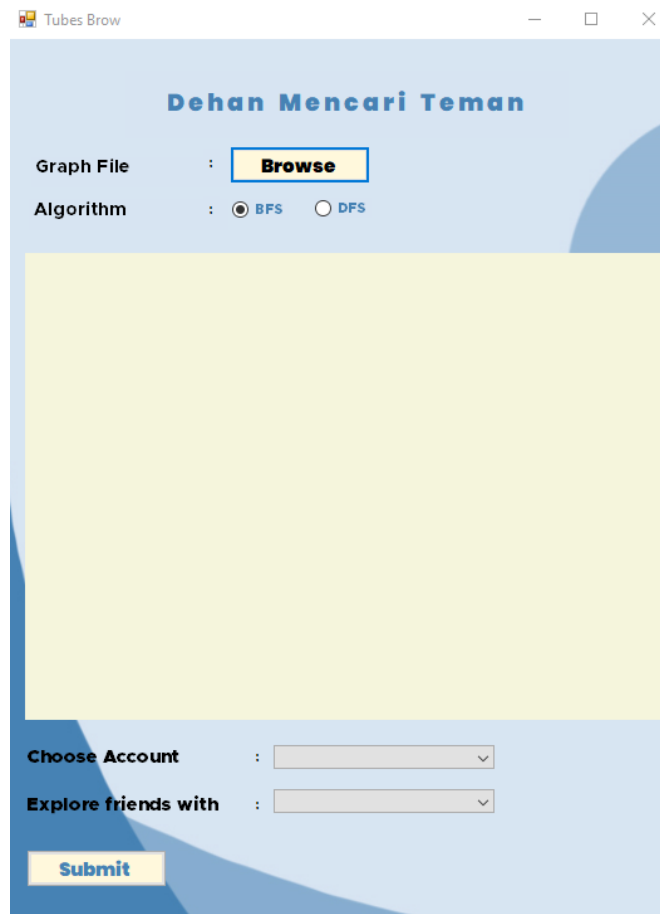 Tubes Brow
Dehan Mencari Teman
Graph File : Browse
Algorithm : BFS DFS
Choose Account :
Explore friends with :
Submit